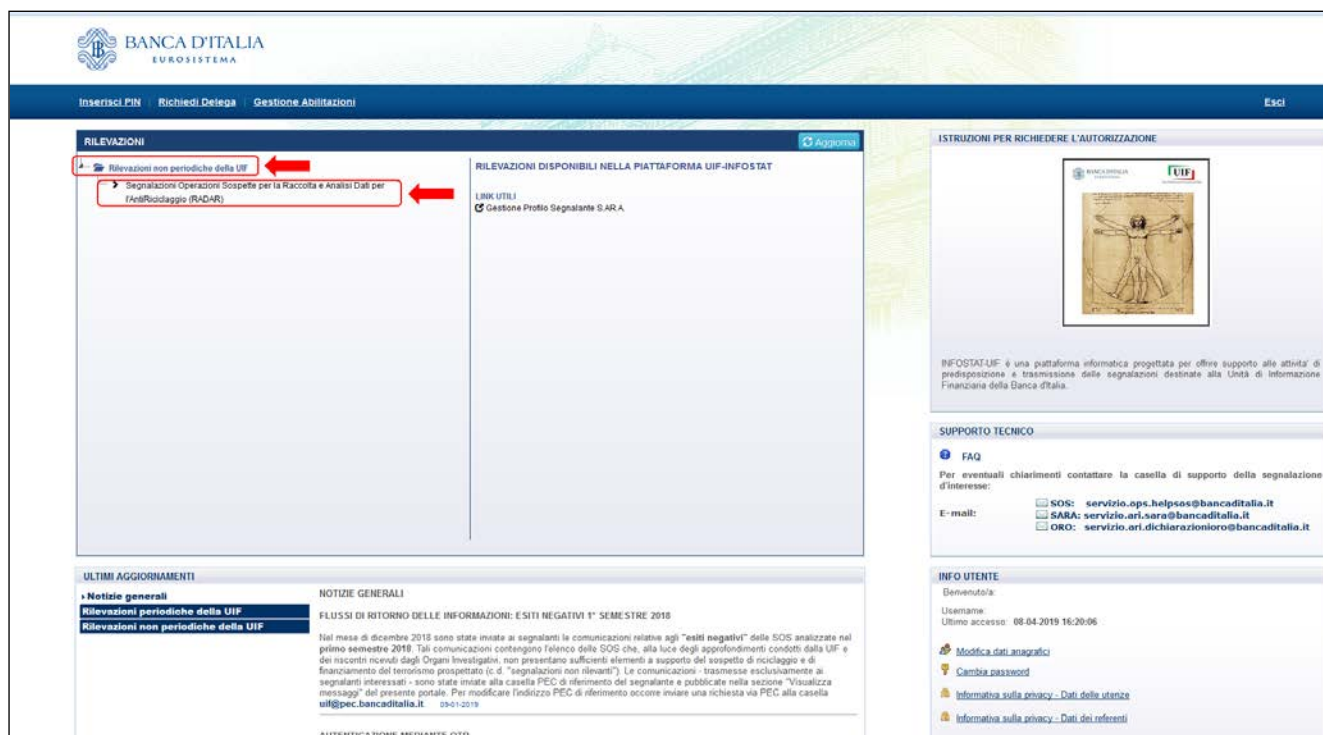 BANCA D'ITALIA
EUROSISTEMA
Inserisci PIN | Richiedi Delega | Gestione Abilitazioni
Esci
RILEVAZIONI
Aggiorna
Rilevazioni non periodiche della UIF
Segnalazioni Operazioni Sospette per la Raccolta e Analisi Dati per
l'AntiRiciclaggio (RADAR)
RILEVAZIONI DISPONIBILI NELLA PIATTAFORMA UIF-INFOSTAT
LINK UTILI
Gestione Profilo Segnalante S.AR.A.
ISTRUZIONI PER RICHIEDERE L'AUTORIZZAZIONE
BANCA D'ITALIA
UIF
INFOSTAT-UIF è una piattaforma informatica progettata per offrire supporto alle attivita' di
predisposizione e trasmissione delle segnalazioni destinate alla Unità di Informazione
Finanziaria della Banca d'Italia.
SUPPORTO TECNICO
FAQ
Per eventuali chiarimenti contattare la casella di supporto della segnalazione
d'interesse:
E-mail:
SOS: servizio.ops.helpsos@bancaditalia.it
SARA: servizio.ari.sara@bancaditalia.it
ORO: servizio.ari.dichiarazionioro@bancaditalia.it
ULTIMI AGGIORNAMENTI
Notizie generali
Rilevazioni periodiche della UIF
Rilevazioni non periodiche della UIF
NOTIZIE GENERALI
FLUSSI DI RITORNO DELLE INFORMAZIONI: ESITI NEGATIVI 1° SEMESTRE 2018
Nel mese di dicembre 2018 sono state inviate ai segnalanti le comunicazioni relative agli "esiti negativi" delle SOS analizzate nel
primo semestre 2018. Tali comunicazioni contengono l'elenco delle SOS che, alla luce degli approfondimenti condotti dalla UIF e
dei riscontri ricevuti dagli Organi Investigativi, non presentano sufficienti elementi a supporto del sospetto di riciclaggio e di
finanziamento del terrorismo prospettato (c.d. "segnalazioni non rilevanti"). Le comunicazioni - trasmesse esclusivamente ai
segnalanti interessati - sono state inviate alla casella PEC di riferimento del segnalante e pubblicate nella sezione "Visualizza
messaggi" del presente portale. Per modificare l'indirizzo PEC di riferimento occorre inviare una richiesta via PEC alla casella
uif@pec.bancaditalia.it 09-01-2019
AUTENTICAZIONE MEDIANTE OTP
INFO UTENTE
Benvenuto/a:
Username:
Ultimo accesso: 08-04-2019 16:20:06
Modifica dati anagrafici
Cambia password
Informativa sulla privacy - Dati delle utenze
Informativa sulla privacy - Dati dei referenti